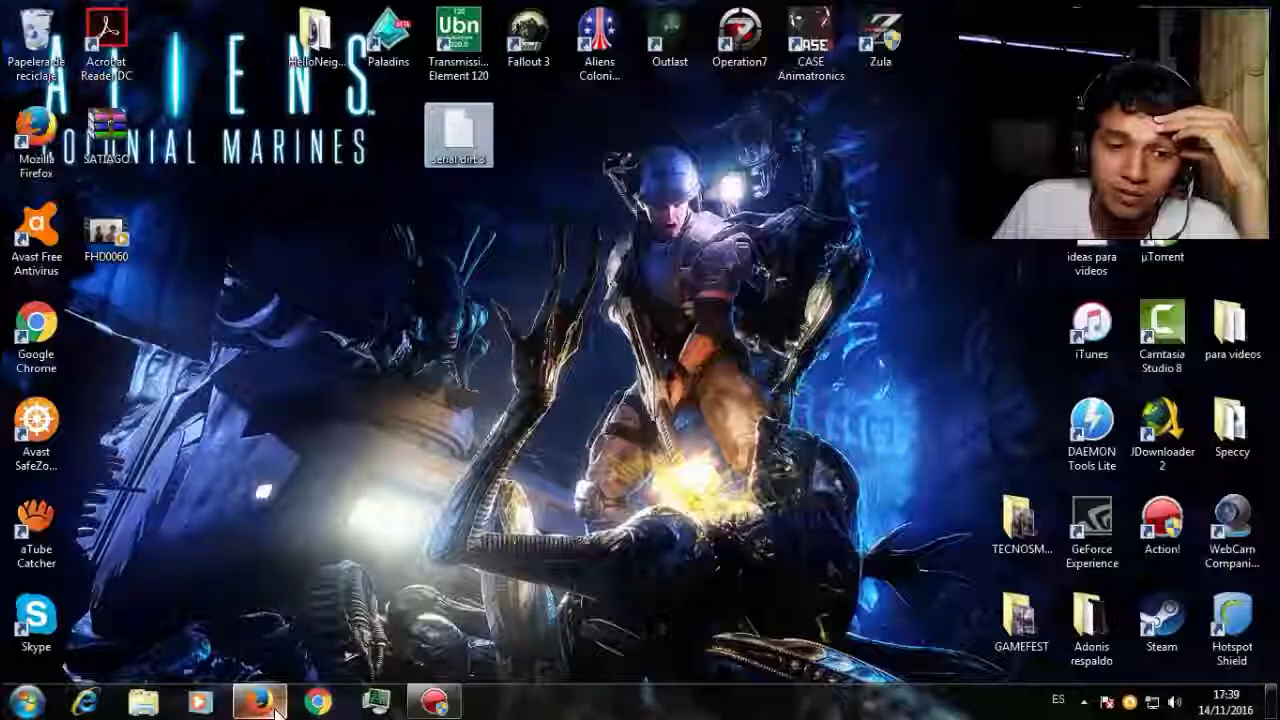 Papelera de
reciclaje
Acrobat
Reader DC
HelloNeig...
Paladins
BETA
Ubn
Transmissi...
Element 120
Fallout 3
Aliens
Coloni...
Outlast
Operation7
CASE
CASE
Animatronics
Zula
ALIENS
COLONIAL MARINES
Mozilla
Firefox
SATIAGO
serial dirt 3
Avast Free
Antivirus
FHD0060
ideas para
videos
µTorrent
Google
Chrome
iTunes
Camtasia
Studio 8
para videos
Avast
SafeZo...
DAEMON
Tools Lite
JDownloader
2
Speccy
aTube
Catcher
TECNOSM...
GeForce
Experience
Action!
WebCam
Compani...
Skype
GAMEFEST
Adonis
respaldo
Steam
Hotspot
Shield
ES
17:39
14/11/2016